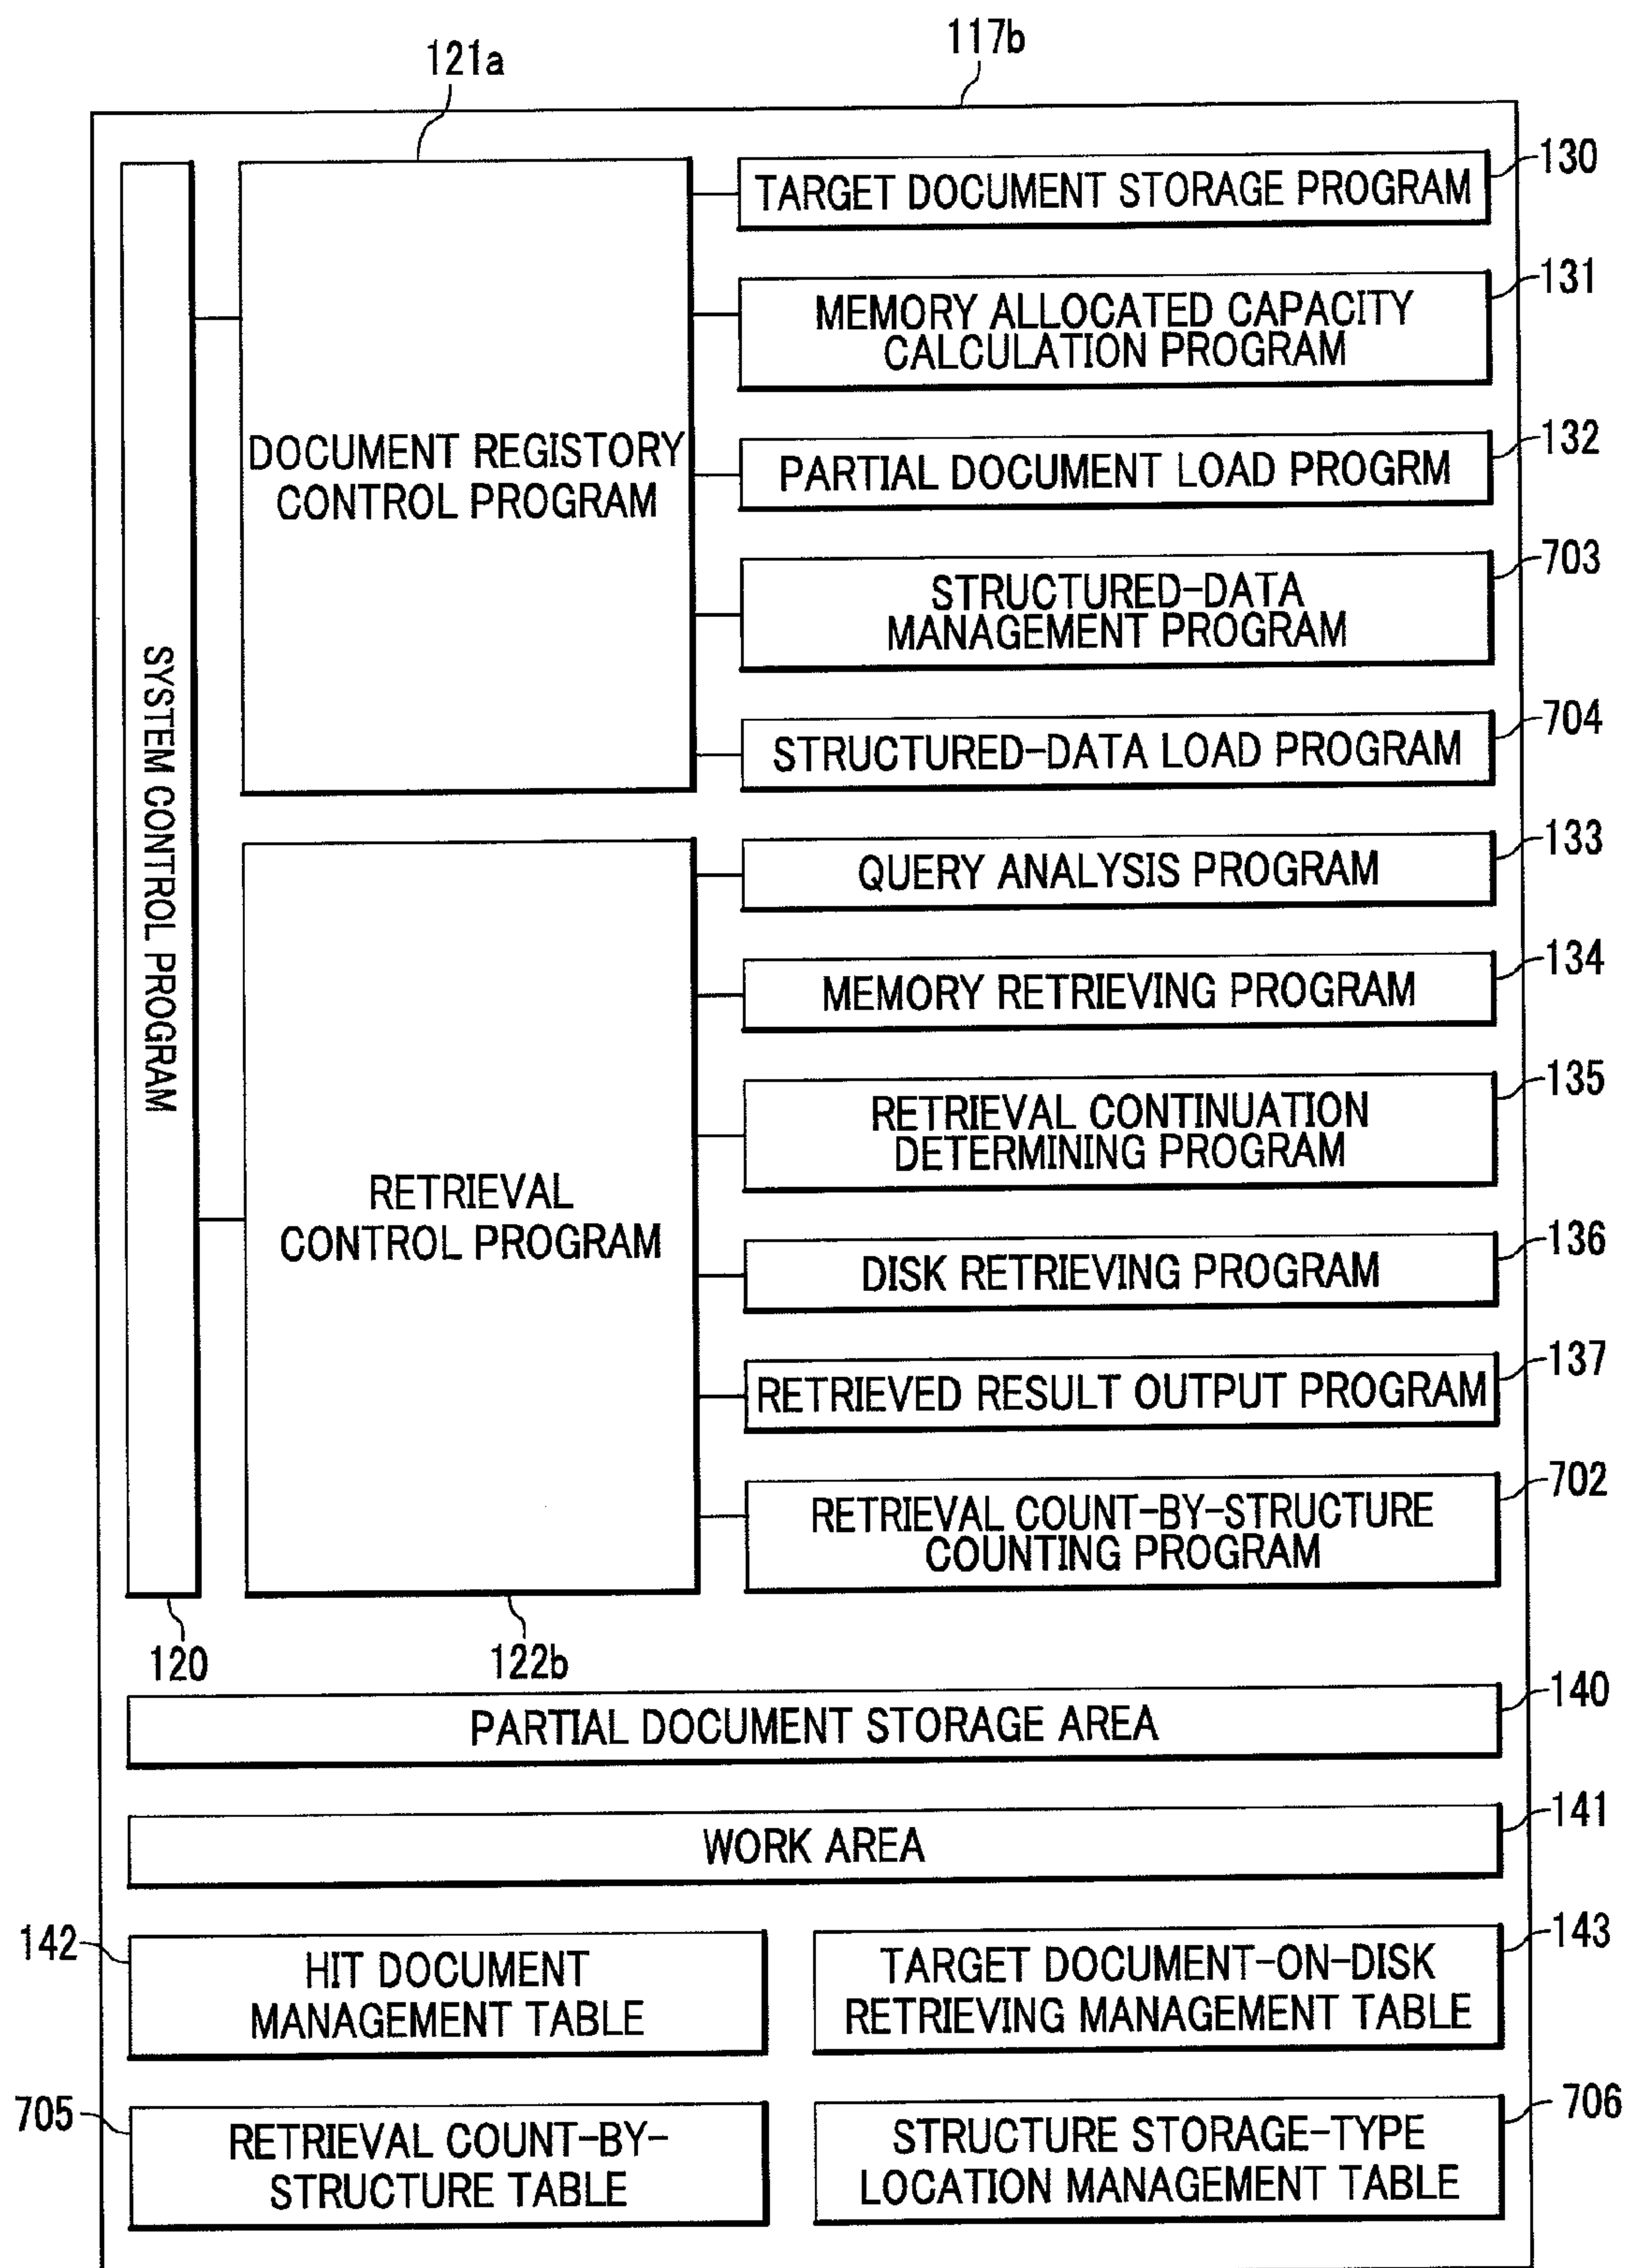 117b
121a
SYSTEM CONTROL PROGRAM
120
DOCUMENT REGISTORY
CONTROL PROGRAM
TARGET DOCUMENT STORAGE PROGRAM
130
MEMORY ALLOCATED CAPACITY
CALCULATION PROGRAM
131
PARTIAL DOCUMENT LOAD PROGRM
132
STRUCTURED-DATA
MANAGEMENT PROGRAM
703
STRUCTURED-DATA LOAD PROGRAM
704
RETRIEVAL
CONTROL PROGRAM
122b
QUERY ANALYSIS PROGRAM
133
MEMORY RETRIEVING PROGRAM
134
RETRIEVAL CONTINUATION
DETERMINING PROGRAM
135
DISK RETRIEVING PROGRAM
136
RETRIEVED RESULT OUTPUT PROGRAM
137
RETRIEVAL COUNT-BY-STRUCTURE
COUNTING PROGRAM
702
PARTIAL DOCUMENT STORAGE AREA
140
WORK AREA
141
142
HIT DOCUMENT
MANAGEMENT TABLE
TARGET DOCUMENT-ON-DISK
RETRIEVING MANAGEMENT TABLE
143
705
RETRIEVAL COUNT-BY-
STRUCTURE TABLE
STRUCTURE STORAGE-TYPE
LOCATION MANAGEMENT TABLE
706